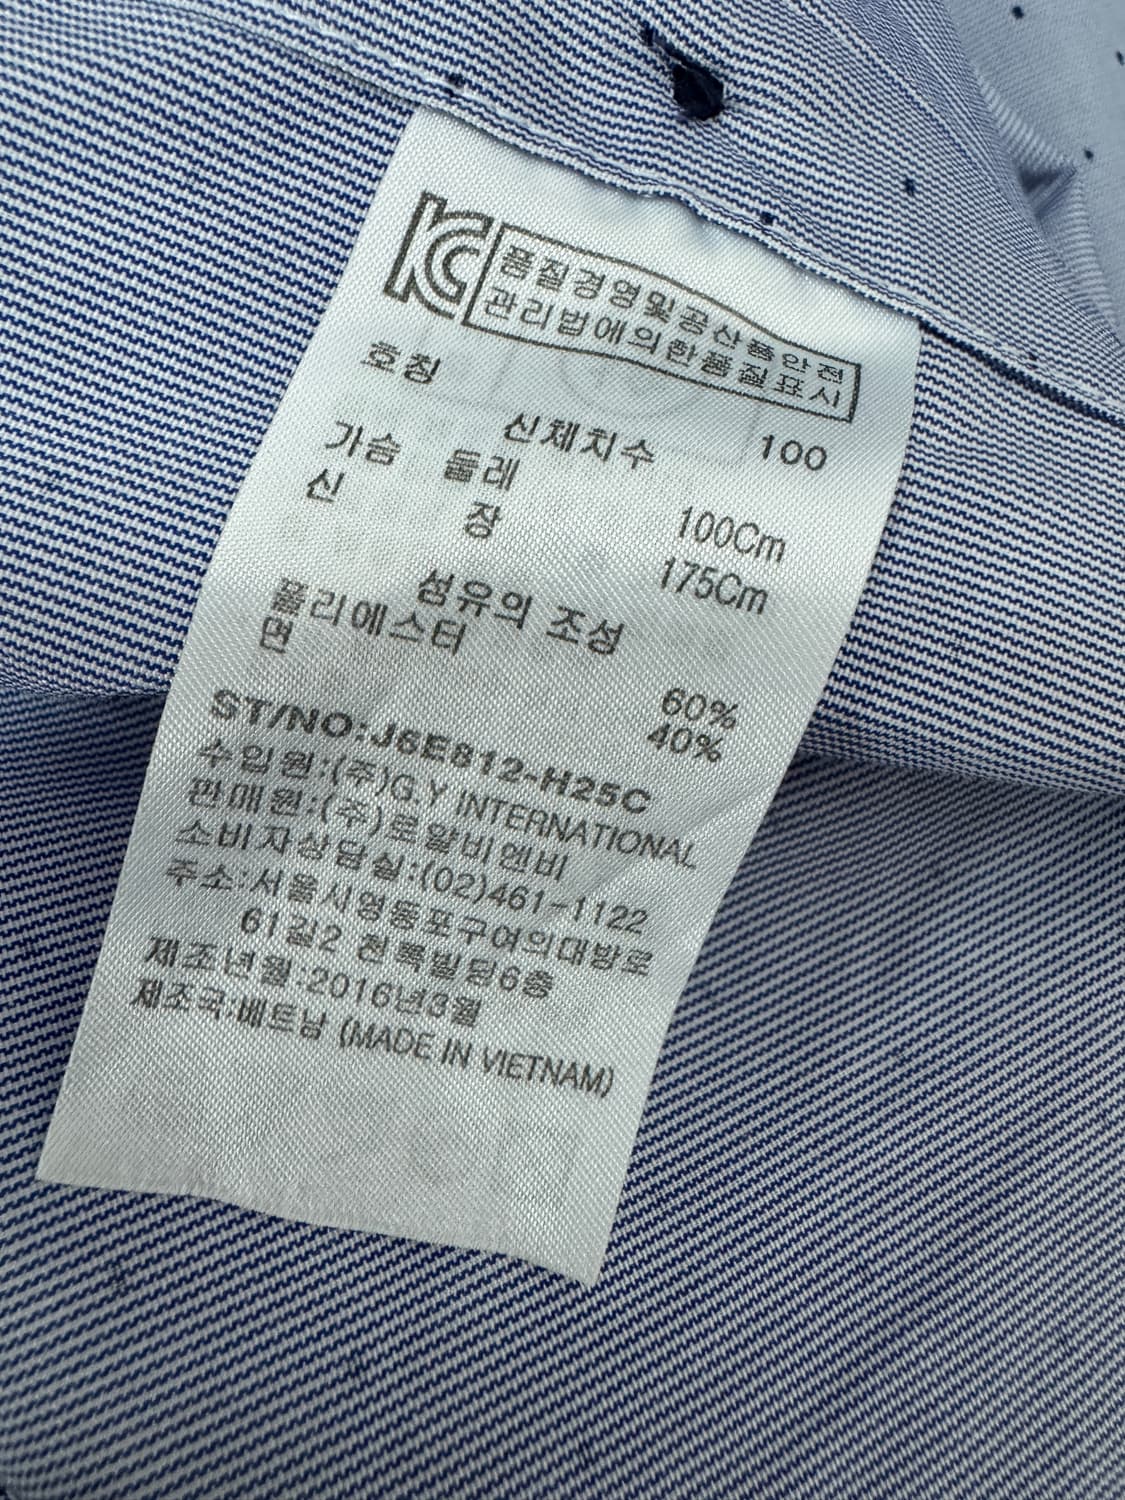 KC 품질경영및공산품안전
관리법에의한품질표시
호칭 100
신체치수
가슴 둘레 100Cm
신 장 175Cm
섬유의 조성
폴리에스터 60%
면 40%
ST/NO:J6E812-H25C
수입원:(주)G.Y INTERNATIONAL
판매원:(주)로알비엔비
소비자상담실:(02)461-1122
주소:서울시영등포구여의대방로
61길2 천록빌딩6층
제조년월:2016년3월
제조국:베트남 (MADE IN VIETNAM)